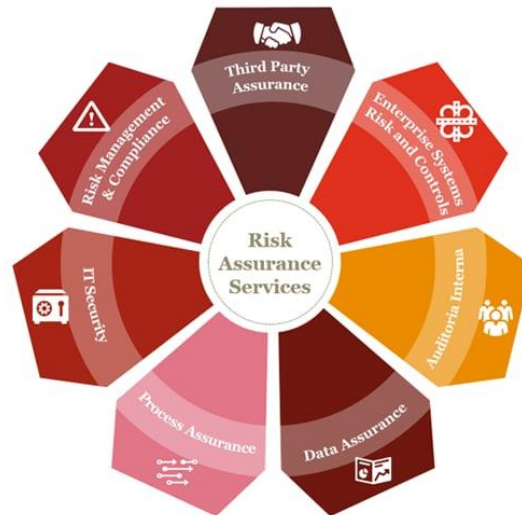 Third Party
Assurance
Enterprise Systems
Risk and Controls
Auditoria Interna
Data Assurance
Process Assurance
IT Security
Risk Management
& Compliance
Risk
Assurance
Services